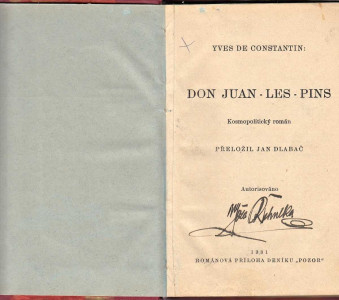 YVES DE CONSTANTIN:
DON JUAN - LES - PINS
Kosmopolitický román
PŘELOŽIL JAN DLABAČ
Autorisováno
1931
ROMÁNOVÁ PŘÍLOHA DENÍKU „POZOR“